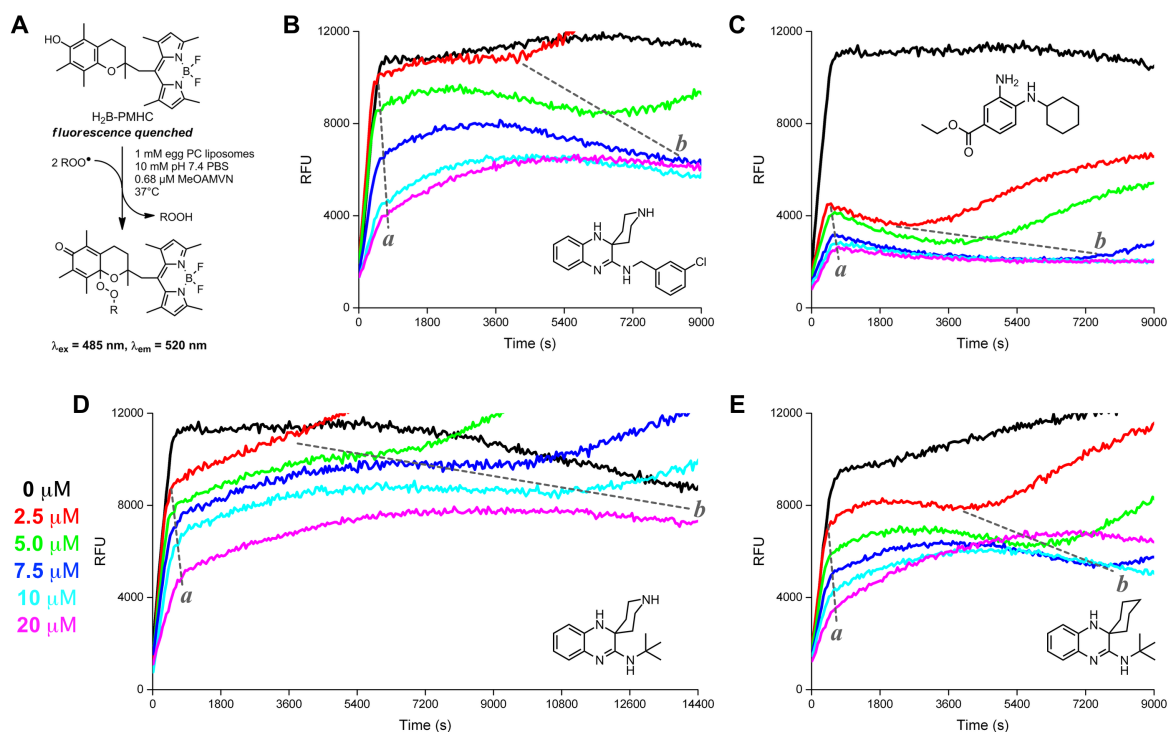 A
HO
O
N
B
N
F
F
H₂B-PMHC
fluorescence quenched
2 ROO•
1 mM egg PC liposomes
10 mM pH 7.4 PBS
0.68 µM MeOAMVN
37°C
ROOH
O
O
O
O
R
N
B
N
F
F
λex = 485 nm, λem = 520 nm
B
RFU
12000
8000
4000
0
0 1800 3600 5400 7200 9000
Time (s)
a
b
NH
H
N
N
N
H
Cl
C
RFU
12000
8000
4000
0
0 1800 3600 5400 7200 9000
Time (s)
a
b
NH₂
H
N
O
O
D
RFU
12000
8000
4000
0
0 1800 3600 5400 7200 9000 10800 12600 14400
Time (s)
a
b
NH
H
N
N
N
H
0 µM
2.5 µM
5.0 µM
7.5 µM
10 µM
20 µM
E
RFU
12000
8000
4000
0
0 1800 3600 5400 7200 9000
Time (s)
a
b
H
N
N
N
H